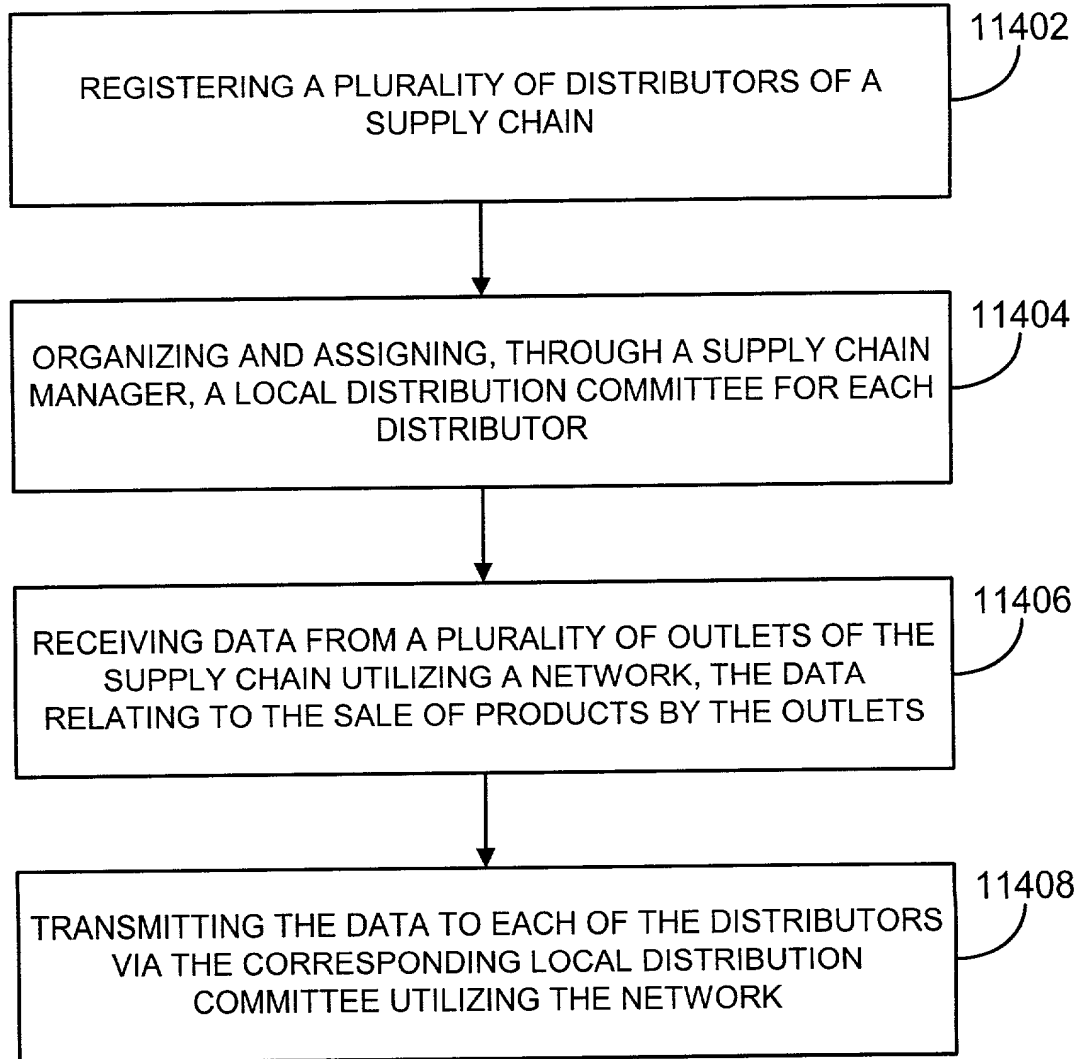 11402
REGISTERING A PLURALITY OF DISTRIBUTORS OF A
SUPPLY CHAIN
11404
ORGANIZING AND ASSIGNING, THROUGH A SUPPLY CHAIN
MANAGER, A LOCAL DISTRIBUTION COMMITTEE FOR EACH
DISTRIBUTOR
11406
RECEIVING DATA FROM A PLURALITY OF OUTLETS OF THE
SUPPLY CHAIN UTILIZING A NETWORK, THE DATA
RELATING TO THE SALE OF PRODUCTS BY THE OUTLETS
11408
TRANSMITTING THE DATA TO EACH OF THE DISTRIBUTORS
VIA THE CORRESPONDING LOCAL DISTRIBUTION
COMMITTEE UTILIZING THE NETWORK